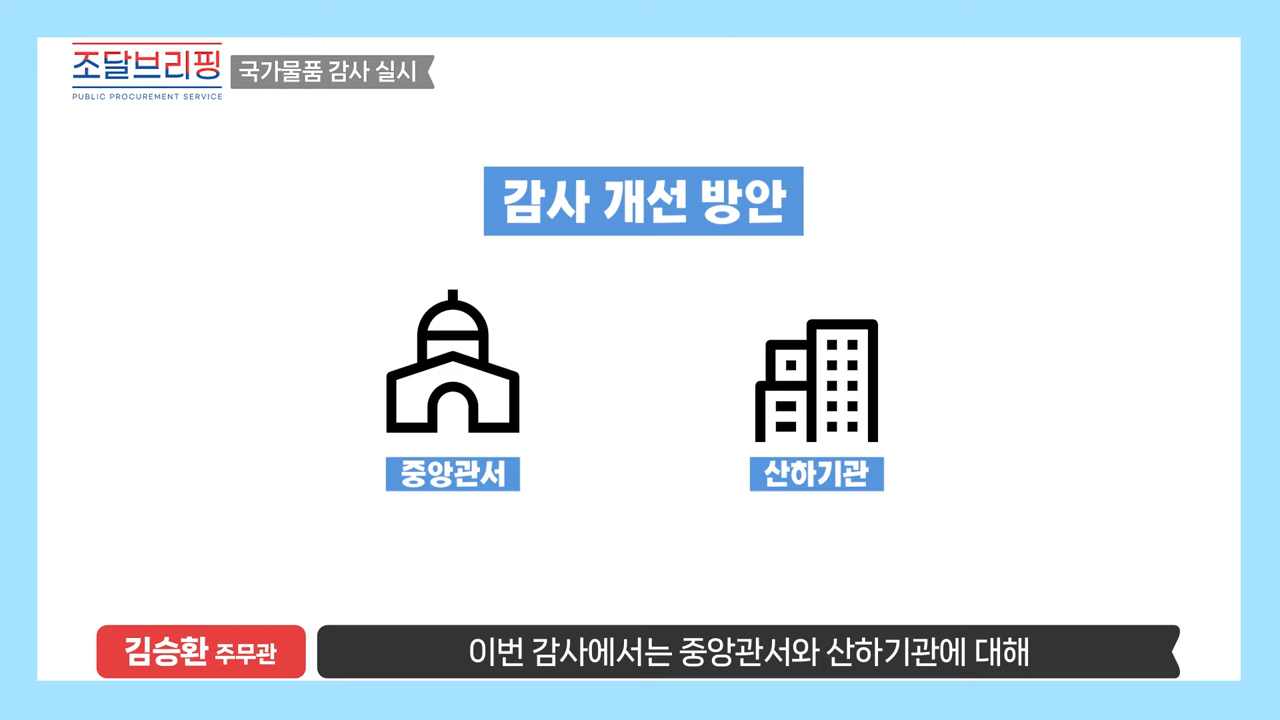 조달브리핑
PUBLIC PROCUREMENT SERVICE
국가물품 감사 실시
감사 개선 방안
중앙관서
산하기관
김승환 주무관
이번 감사에서는 중앙관서와 산하기관에 대해